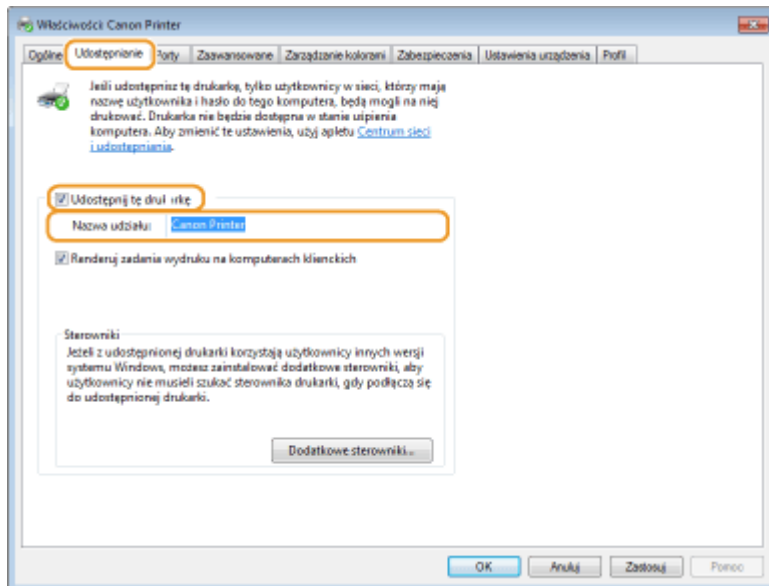 Właściwości: Canon Printer
Ogólne Udostępnianie Porty Zaawansowane Zarządzanie kolorami Zabezpieczenia Ustawienia urządzenia Profil
Jeśli udostępnisz tę drukarkę, tylko użytkownicy w sieci, którzy mają
nazwę użytkownika i hasło do tego komputera, będą mogli na niej
drukować. Drukarka nie będzie dostępna w stanie uśpienia
komputera. Aby zmienić te ustawienia, użyj apletu Centrum sieci
i udostępniania.
Udostępnij tę drukarkę
Nazwa udziału: Canon Printer
Renderuj zadania wydruku na komputerach klienckich
Sterowniki
Jeżeli z udostępnionej drukarki korzystają użytkownicy innych wersji
systemu Windows, możesz zainstalować dodatkowe sterowniki, aby
użytkownicy nie musieli szukać sterownika drukarki, gdy podłączą się
do udostępnionej drukarki.
Dodatkowe sterowniki...
OK Anuluj Zastosuj Pomoc